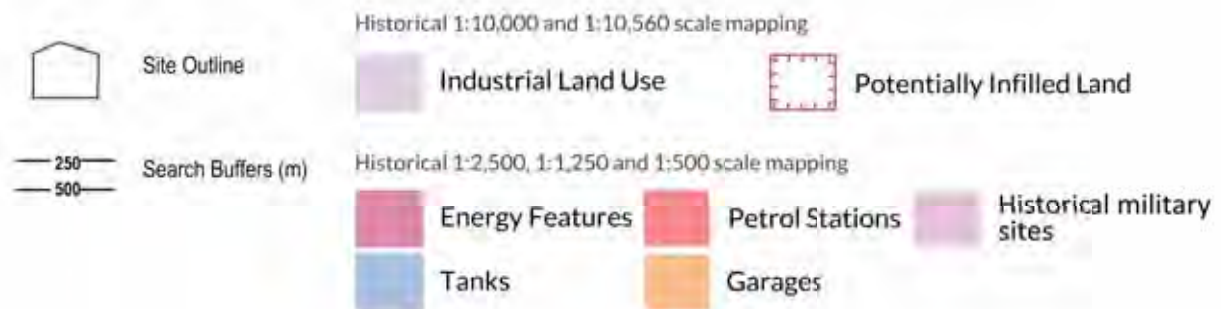 Historical 1:10,000 and 1:10,560 scale mapping
Site Outline
Industrial Land Use
Potentially Infilled Land
250
500
Search Buffers (m)
Historical 1:2,500, 1:1,250 and 1:500 scale mapping
Energy Features
Petrol Stations
Historical military
sites
Tanks
Garages